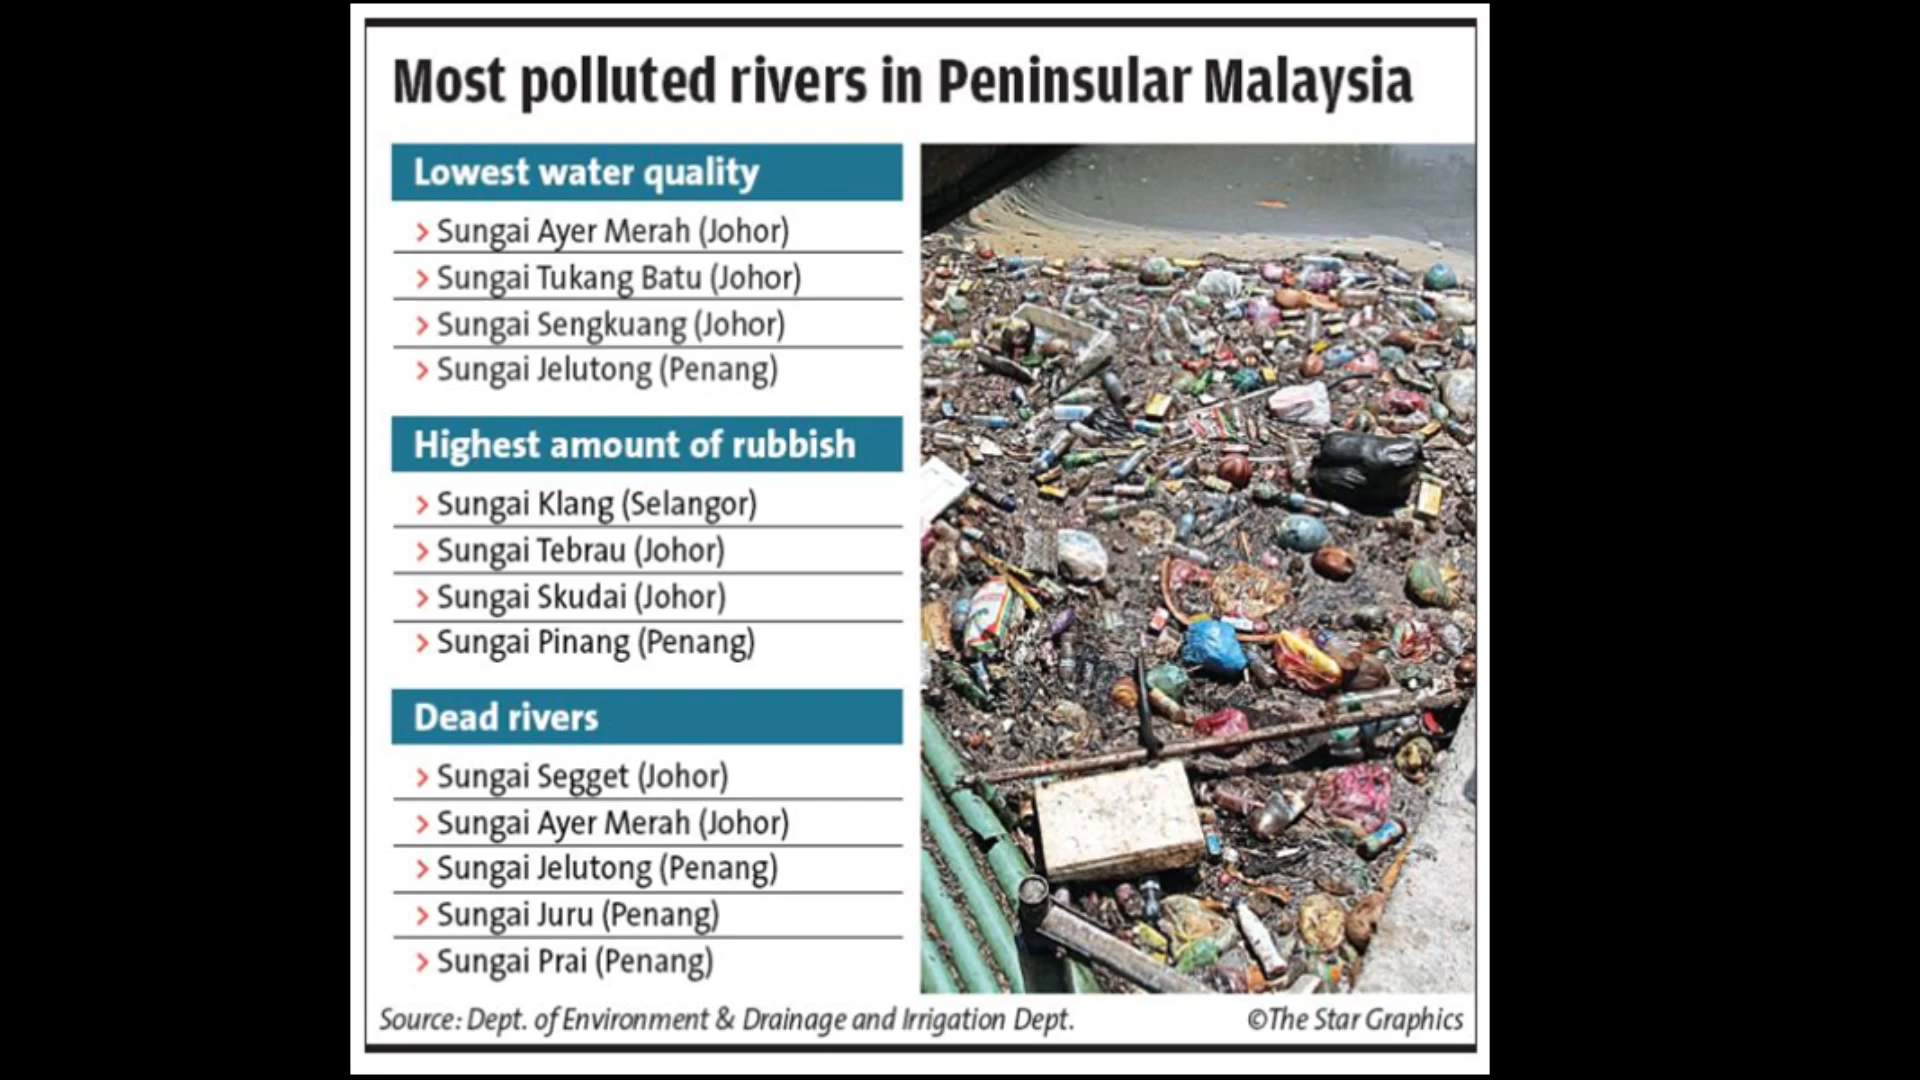 Most polluted rivers in Peninsular Malaysia
Lowest water quality
> Sungai Ayer Merah (Johor)
> Sungai Tukang Batu (Johor)
> Sungai Sengkuang (Johor)
> Sungai Jelutong (Penang)
Highest amount of rubbish
> Sungai Klang (Selangor)
> Sungai Tebrau (Johor)
> Sungai Skudai (Johor)
> Sungai Pinang (Penang)
Dead rivers
> Sungai Segget (Johor)
> Sungai Ayer Merah (Johor)
> Sungai Jelutong (Penang)
> Sungai Juru (Penang)
> Sungai Prai (Penang)
Source: Dept. of Environment & Drainage and Irrigation Dept.
©The Star Graphics